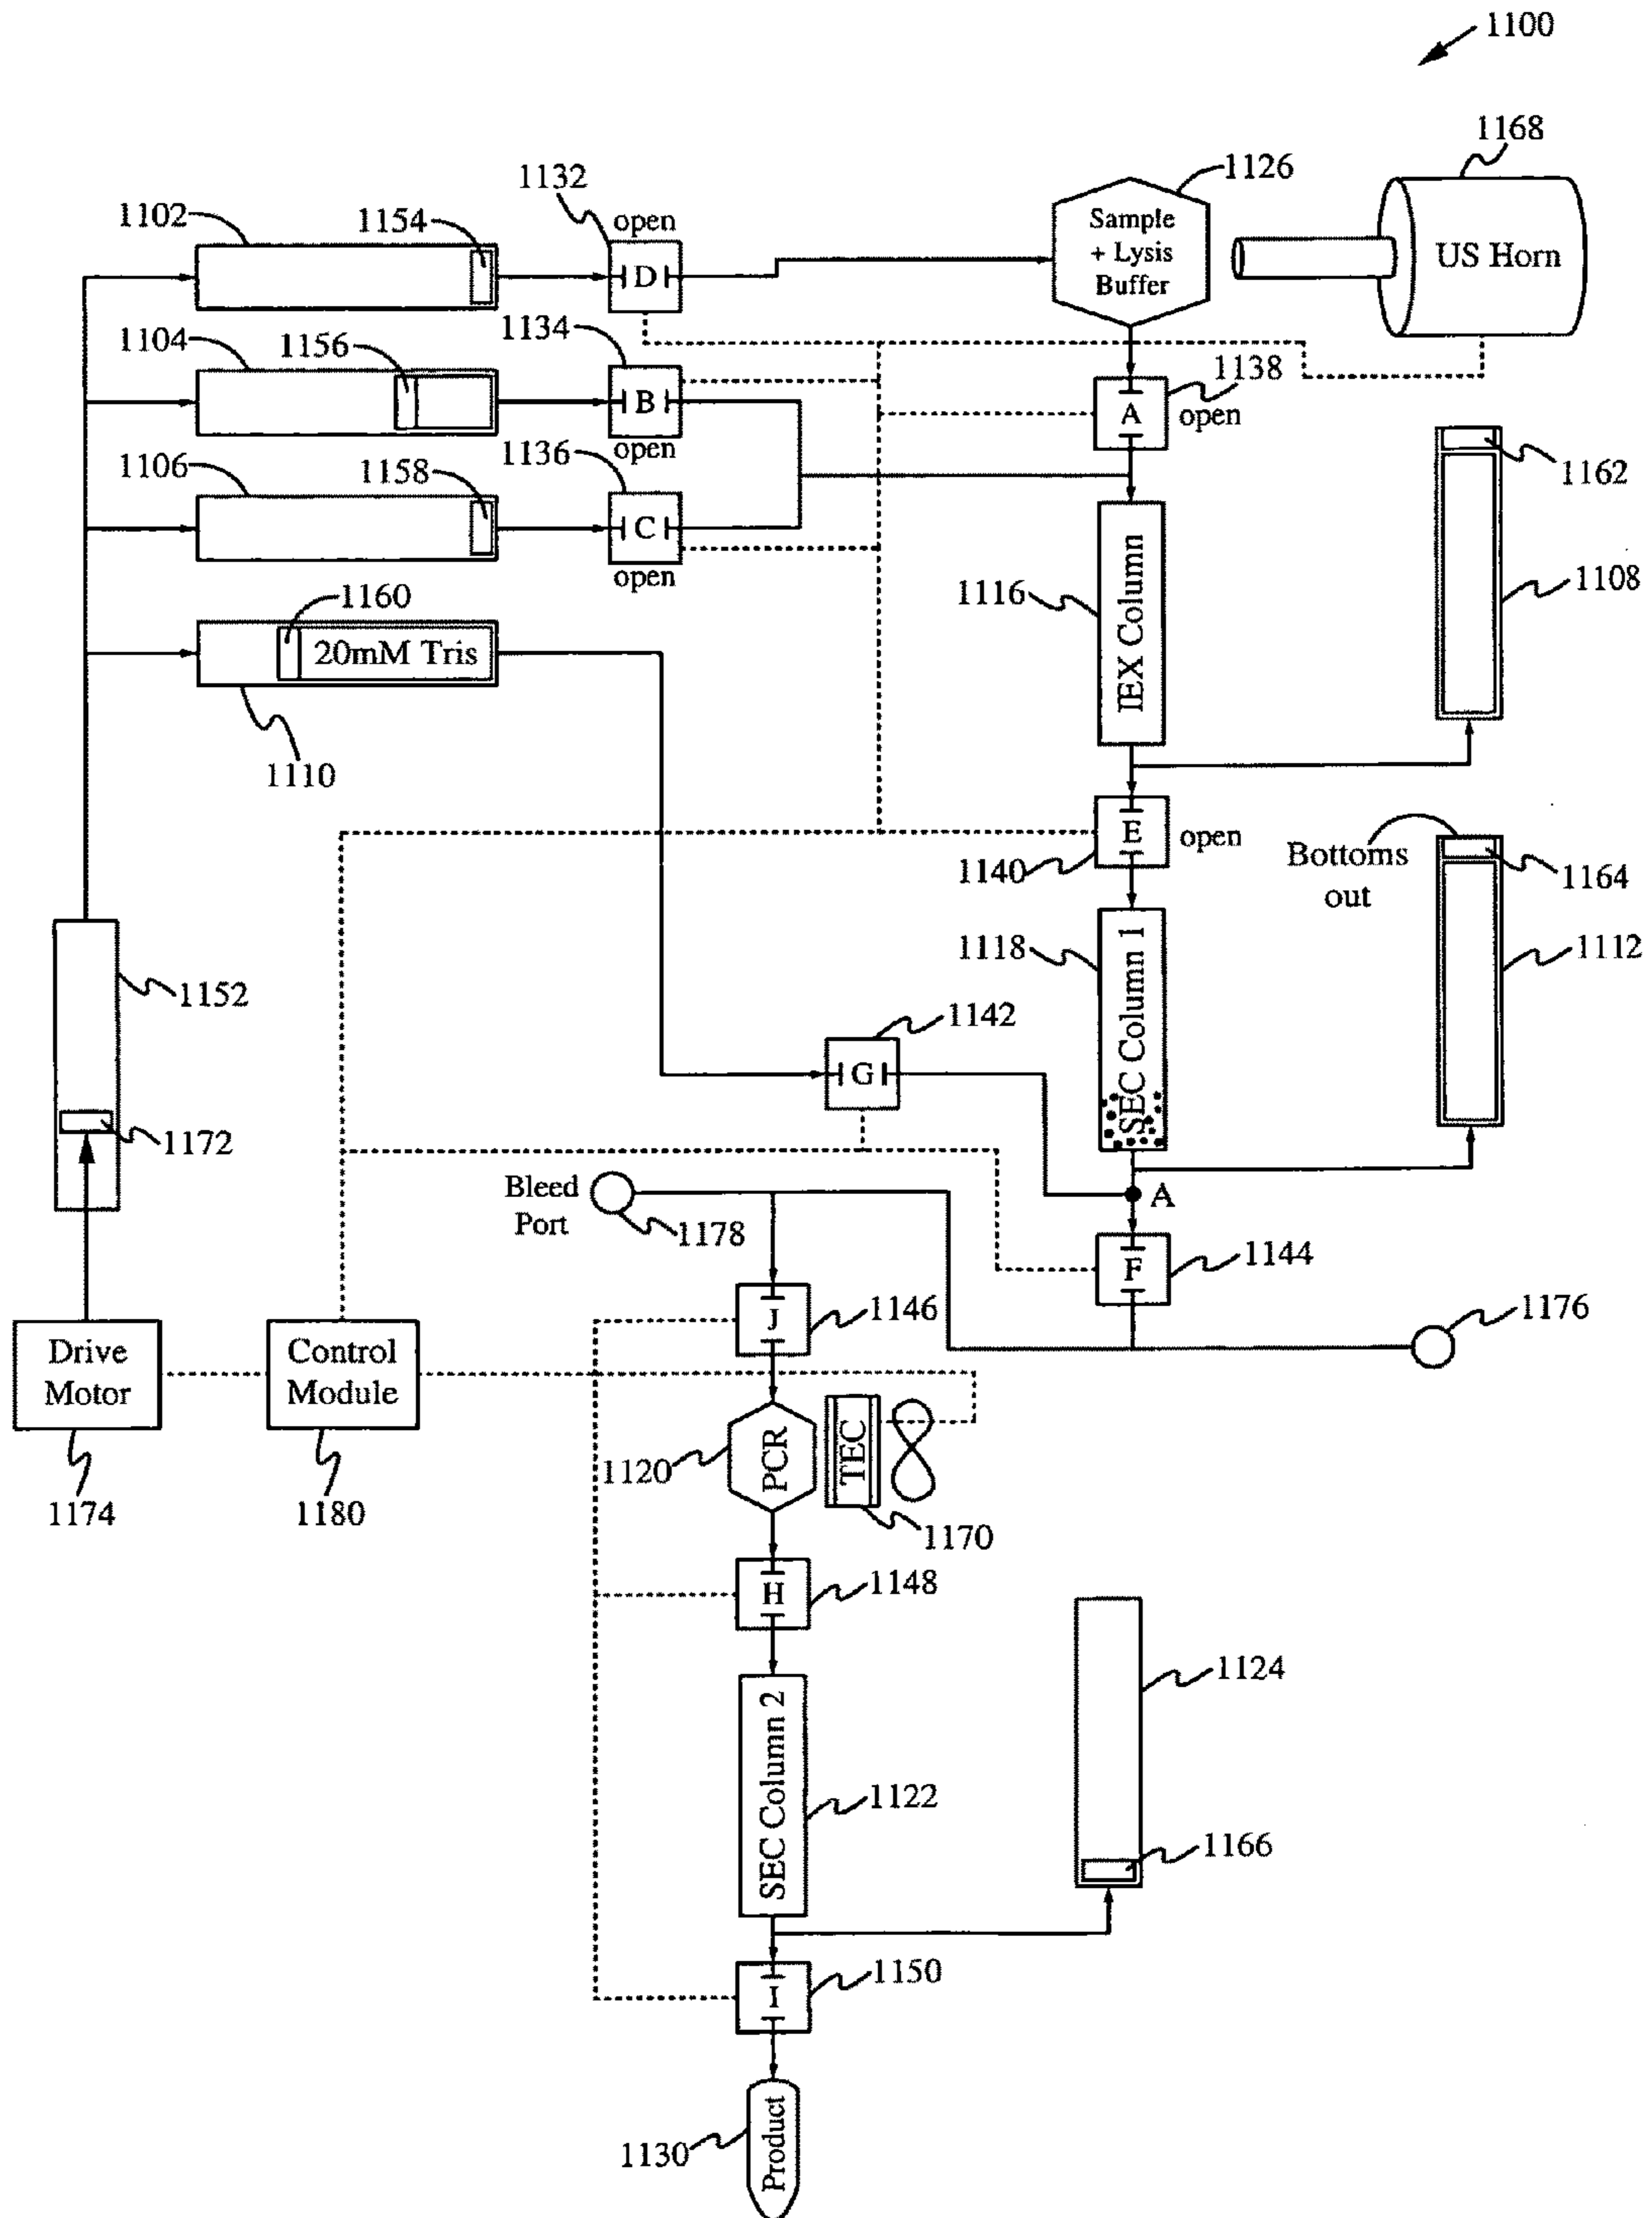 1100
1168
1126
1132
1102
1154
open
Sample
+ Lysis
Buffer
US Horn
D
1104
1156
1134
1138
B
A
open
open
1106
1158
1136
1162
C
open
IEX Column
1116
1108
1160
20mM Tris
1110
E
open
1140
Bottoms
out
1164
1118
SEC Column 1
1112
1152
1142
G
1172
Bleed
Port
1178
A
1144
F
1176
1146
J
Drive
Motor
Control
Module
1174
1180
1120
PCR
TEC
1170
1148
H
1124
SEC Column 2
1122
1166
1150
I
1130
Product